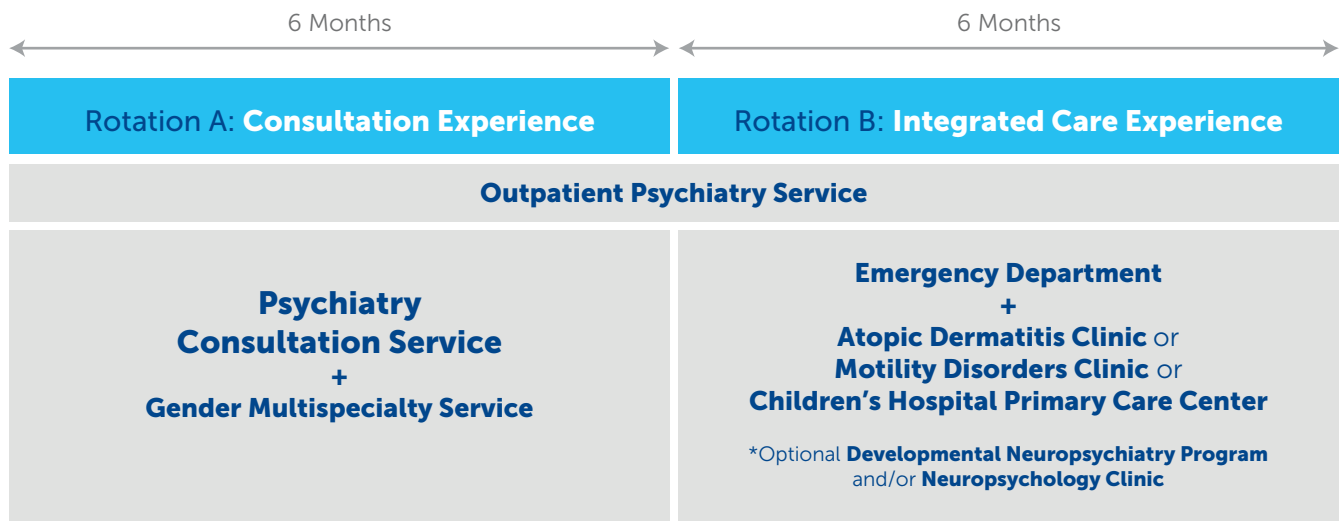 6 Months
6 Months
Rotation A: Consultation Experience
Rotation B: Integrated Care Experience
Outpatient Psychiatry Service
Psychiatry
Consultation Service
+
Gender Multispecialty Service
Emergency Department
+
Atopic Dermatitis Clinic or
Motility Disorders Clinic or
Children’s Hospital Primary Care Center
*Optional Developmental Neuropsychiatry Program
and/or Neuropsychology Clinic